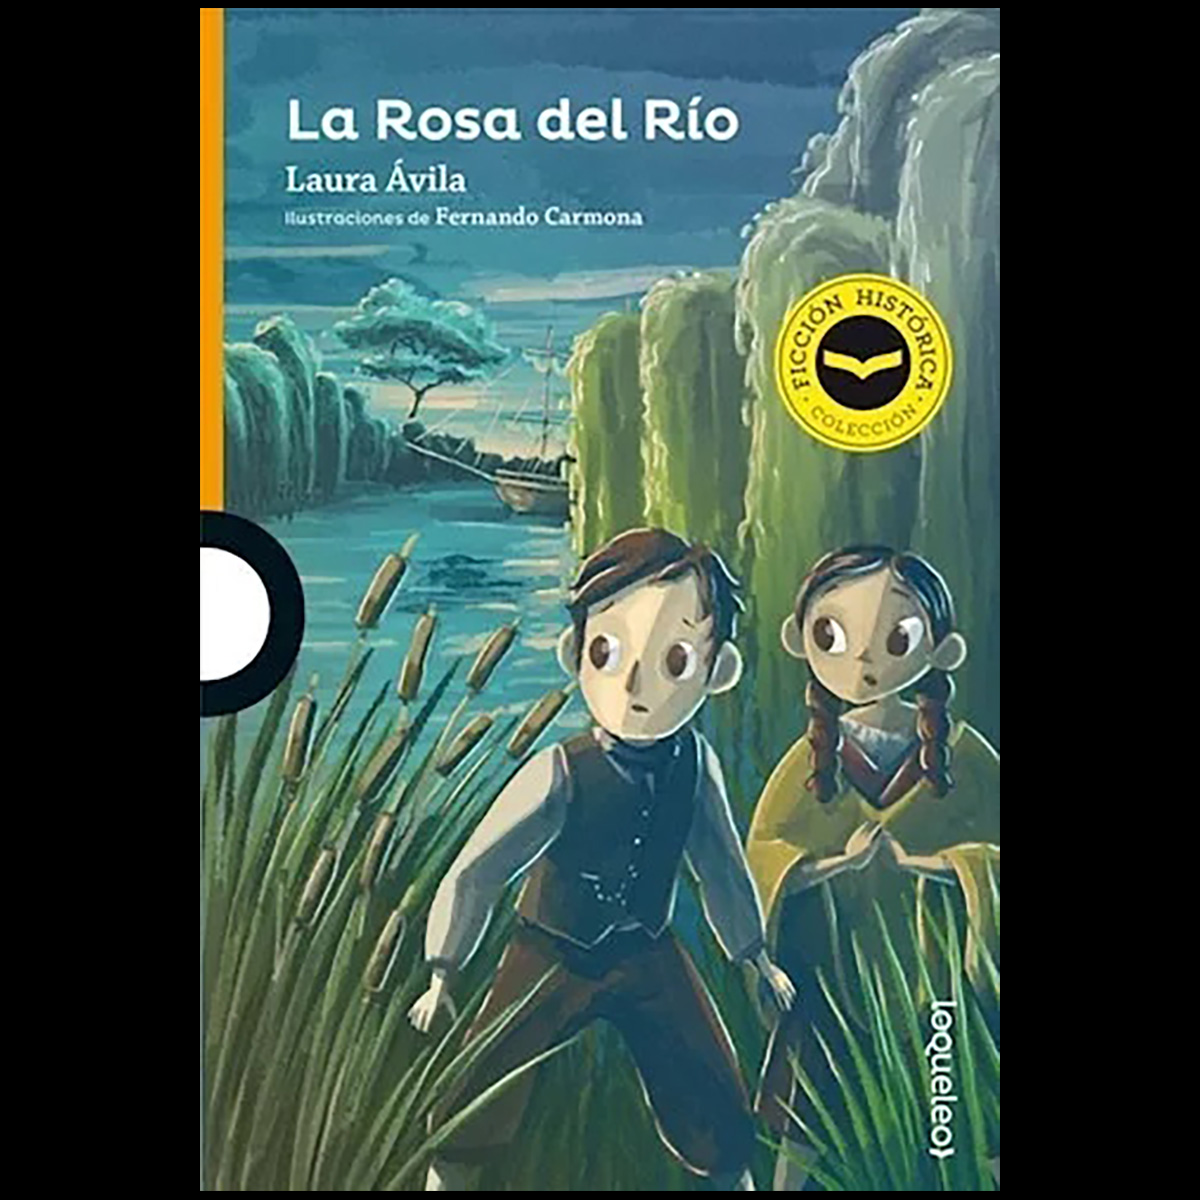 La Rosa del Río
Laura Ávila
Ilustraciones de Fernando Carmona
FICCIÓN HISTÓRICA
· COLECCIÓN ·
loqueleo